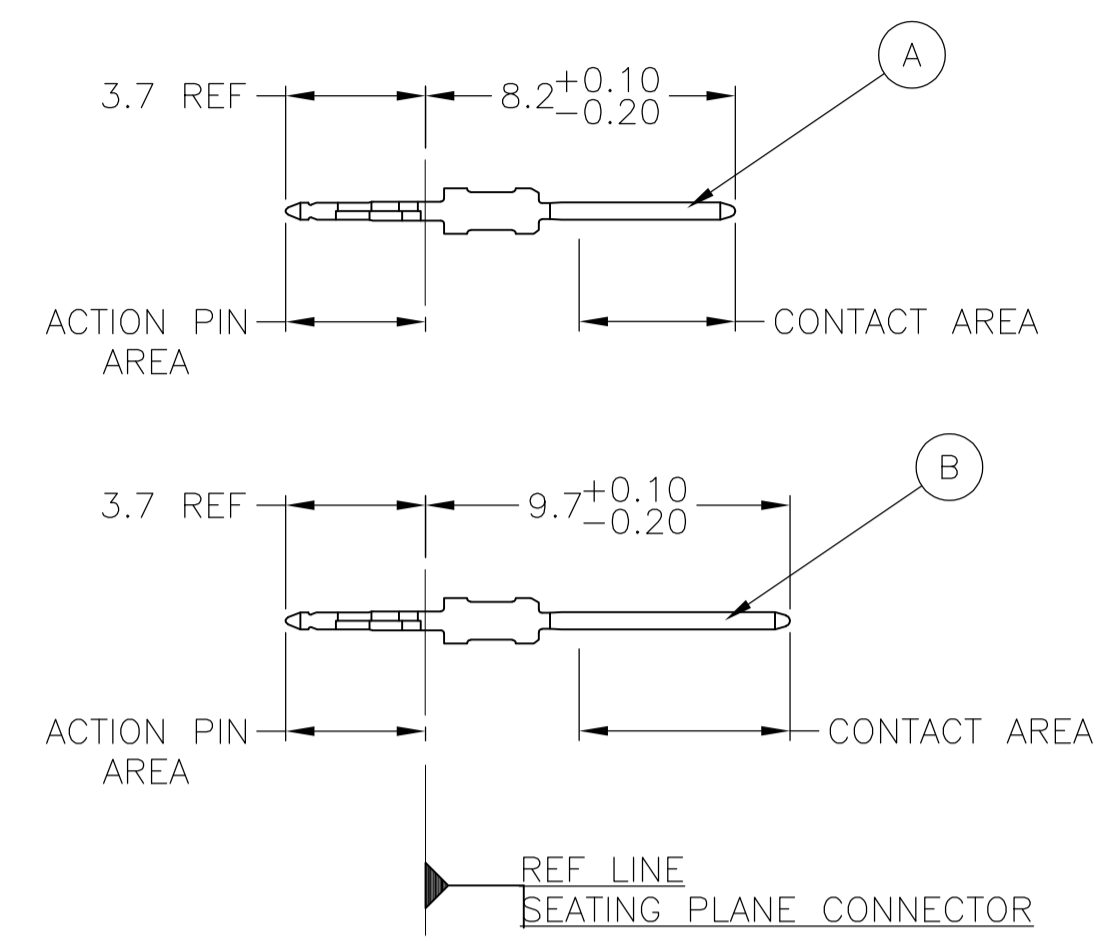 A
3.7 REF
8.2 +0.10 -0.20
ACTION PIN AREA
CONTACT AREA
B
3.7 REF
9.7 +0.10 -0.20
ACTION PIN AREA
CONTACT AREA
REF LINE
SEATING PLANE CONNECTOR